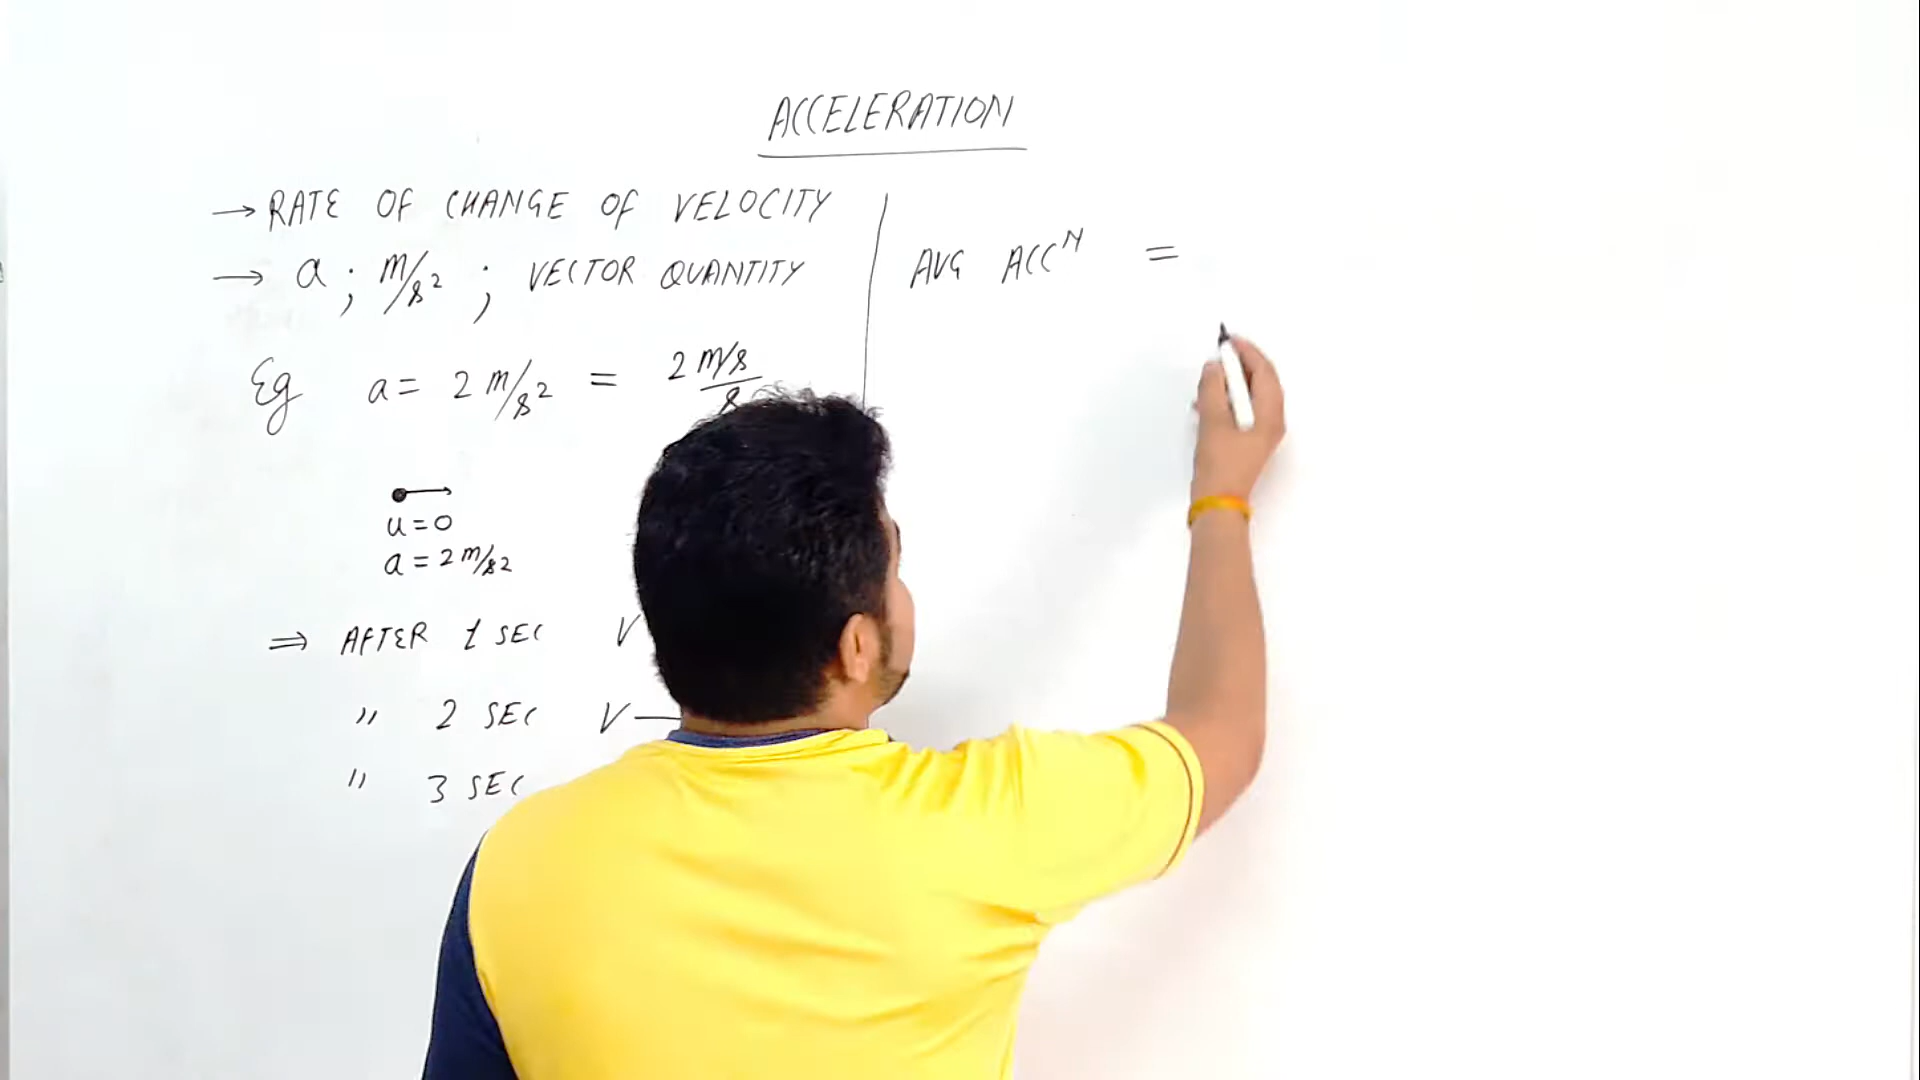 ACCELERATION
→ RATE OF CHANGE OF VELOCITY
→ a ; m/s² ; VECTOR QUANTITY
Eg a = 2 m/s² = 2 m/s / s
u = 0
a = 2 m/s²
⇒ AFTER 1 SEC V
" 2 SEC V —
" 3 SEC
AVG ACCᴺ =